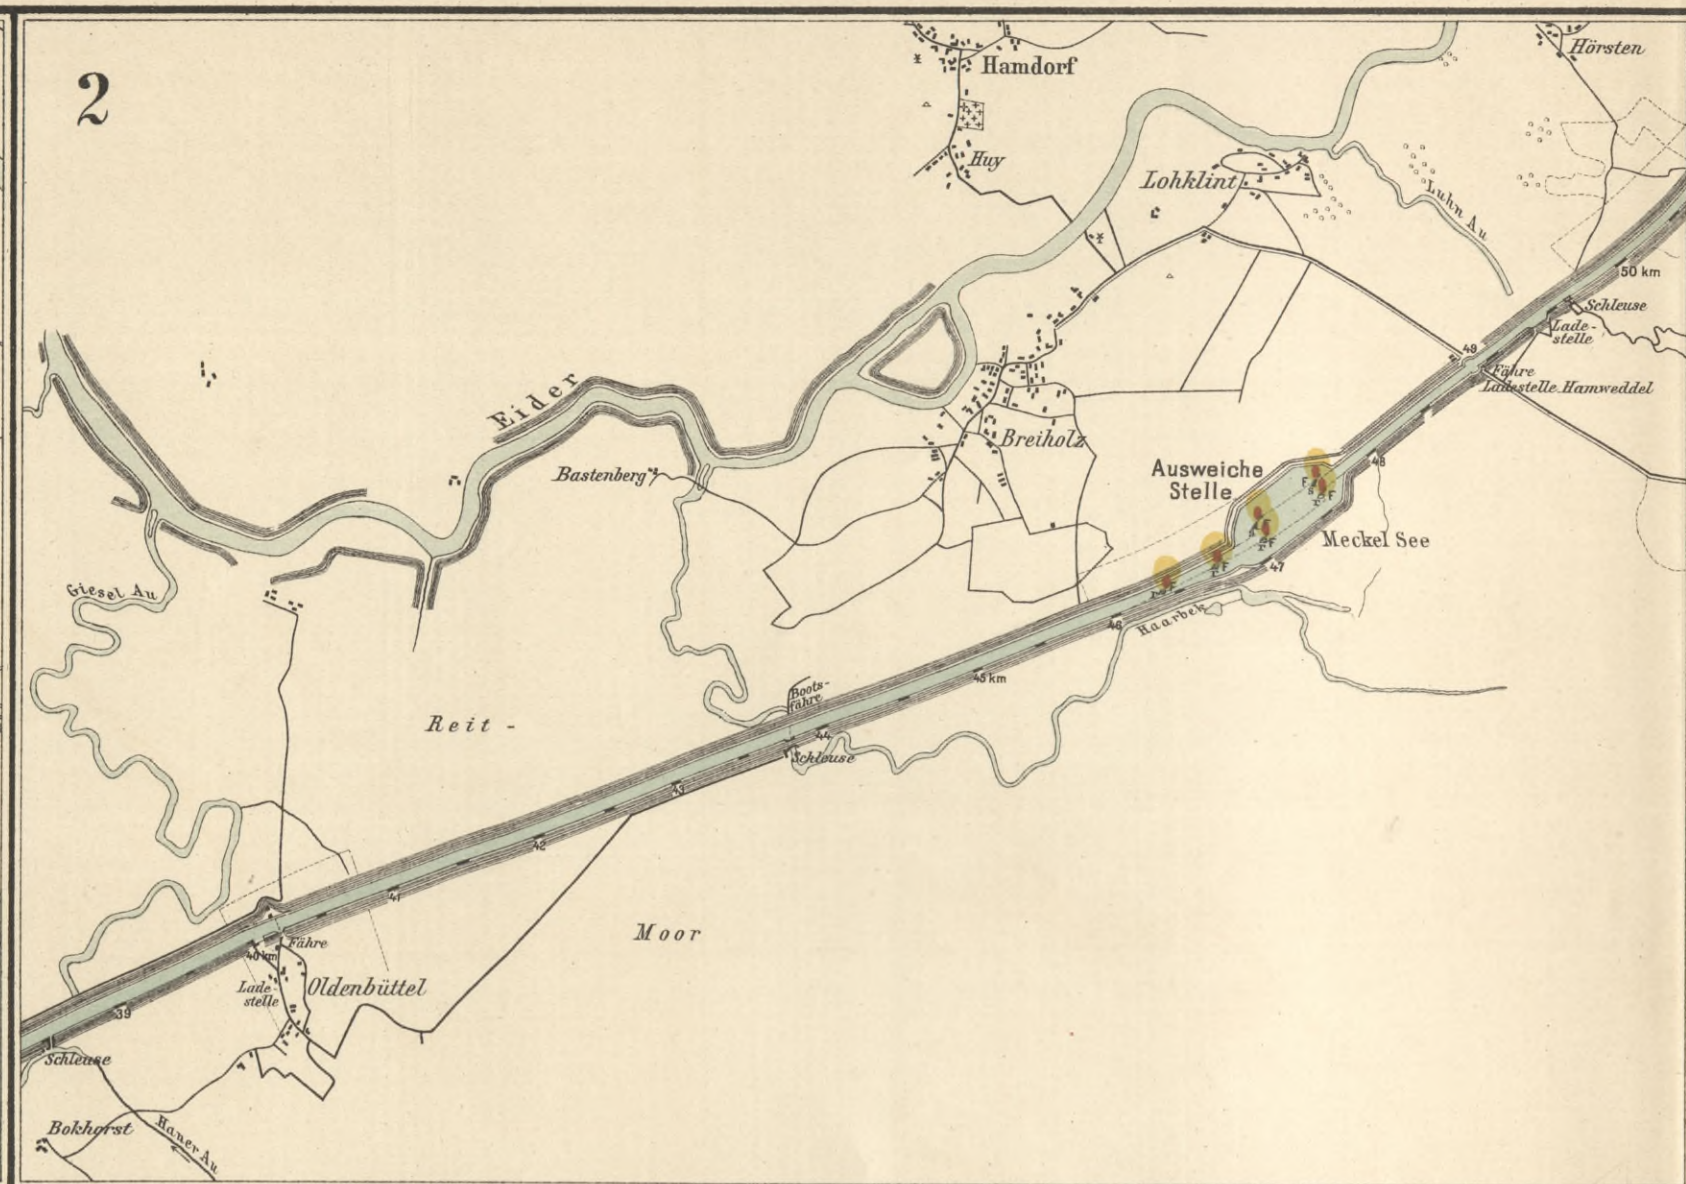 2
Hamdorf
Hörsten
Huy
Lohklint
Luhn Au
50 km
Schleuse
Lade-
stelle
49
Fähre
Ladestelle Hamweddel
Eider
Breiholz
Bastenberg
Ausweiche
Stelle
48
Meckel See
47
Haarbek
46
45 km
Giesel Au
Boots-
fähre
Reit -
44
Schleuse
43
42
41
Moor
Fähre
40 km
Lade-
stelle
Oldenbüttel
39
Schleuse
Bokhorst
Haner Au